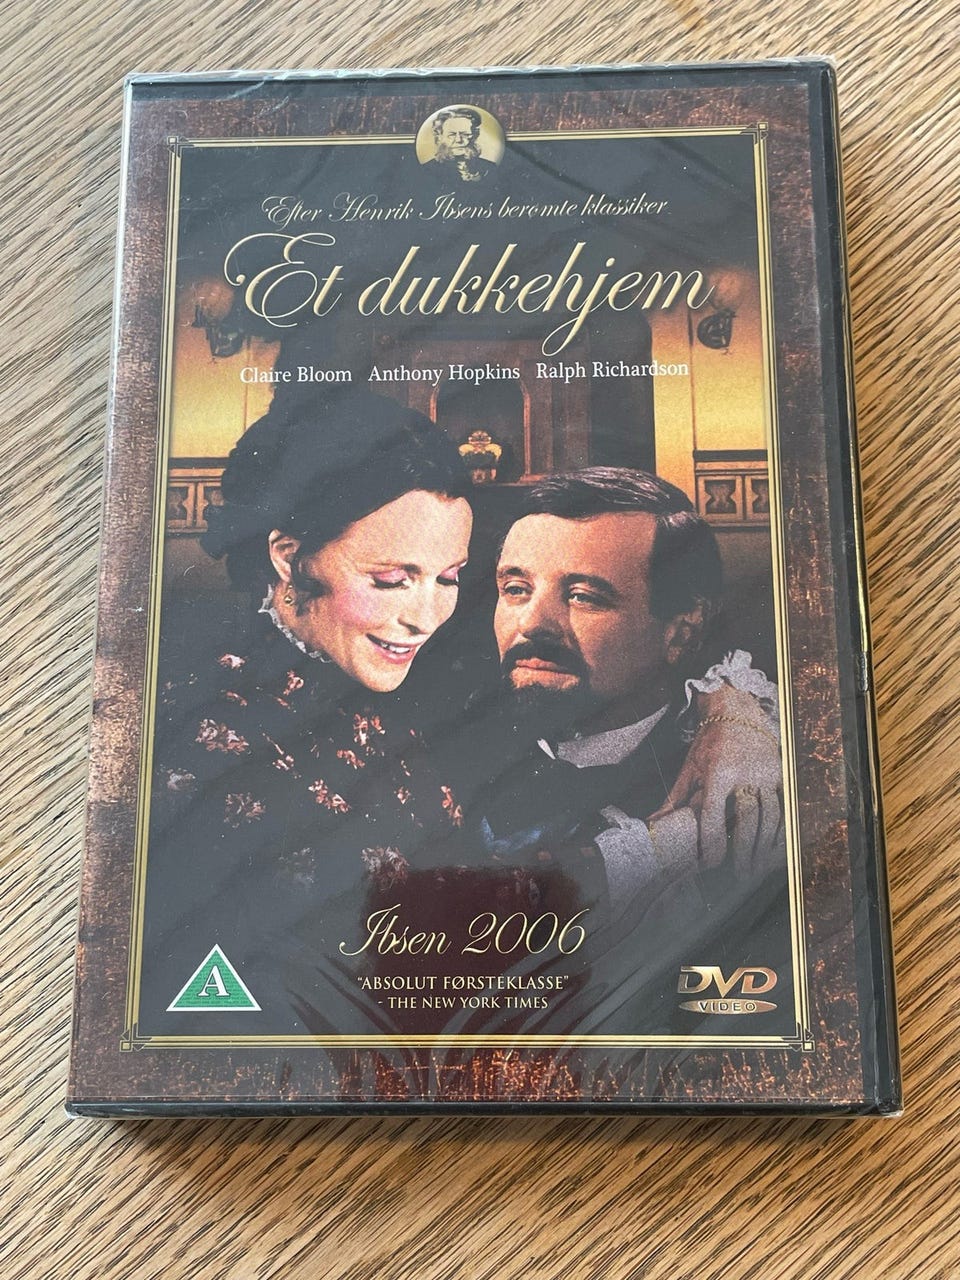 Efter Henrik Ibsens berømte klassiker
Et dukkehjem
Claire Bloom Anthony Hopkins Ralph Richardson
Ibsen 2006
"ABSOLUT FØRSTEKLASSE"
- THE NEW YORK TIMES
A
DVD
VIDEO